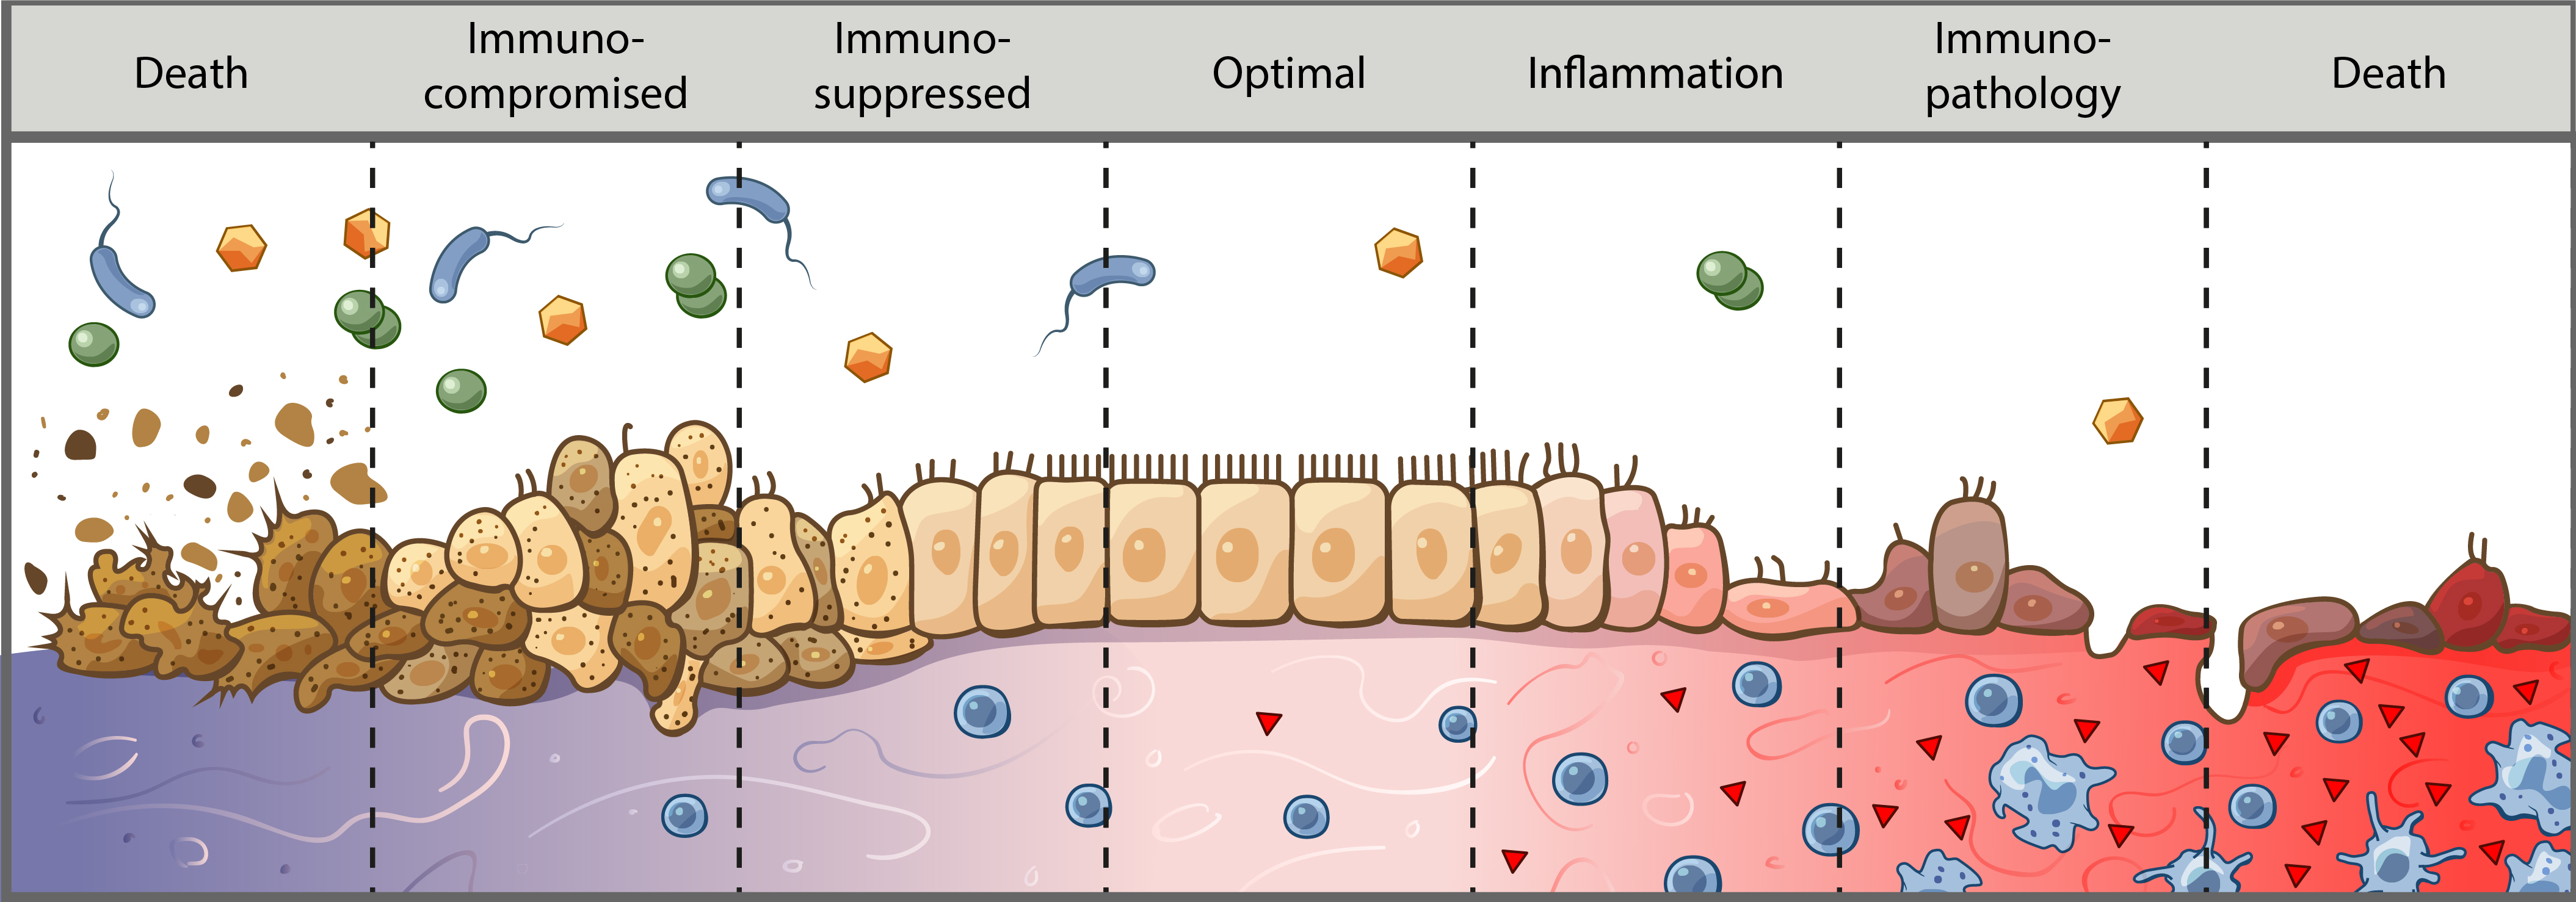 Death
Immuno-
compromised
Immuno-
suppressed
Optimal
Inflammation
Immuno-
pathology
Death